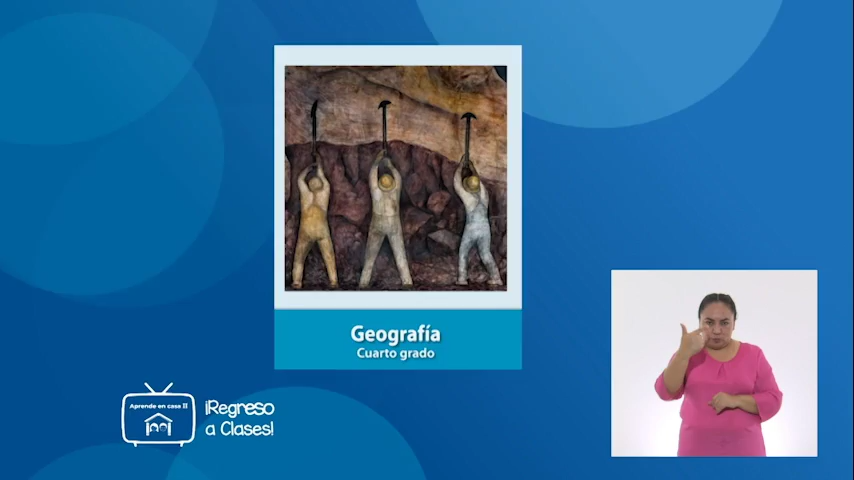 Geografía
Cuarto grado
Aprende en casa II
¡Regreso
a Clases!